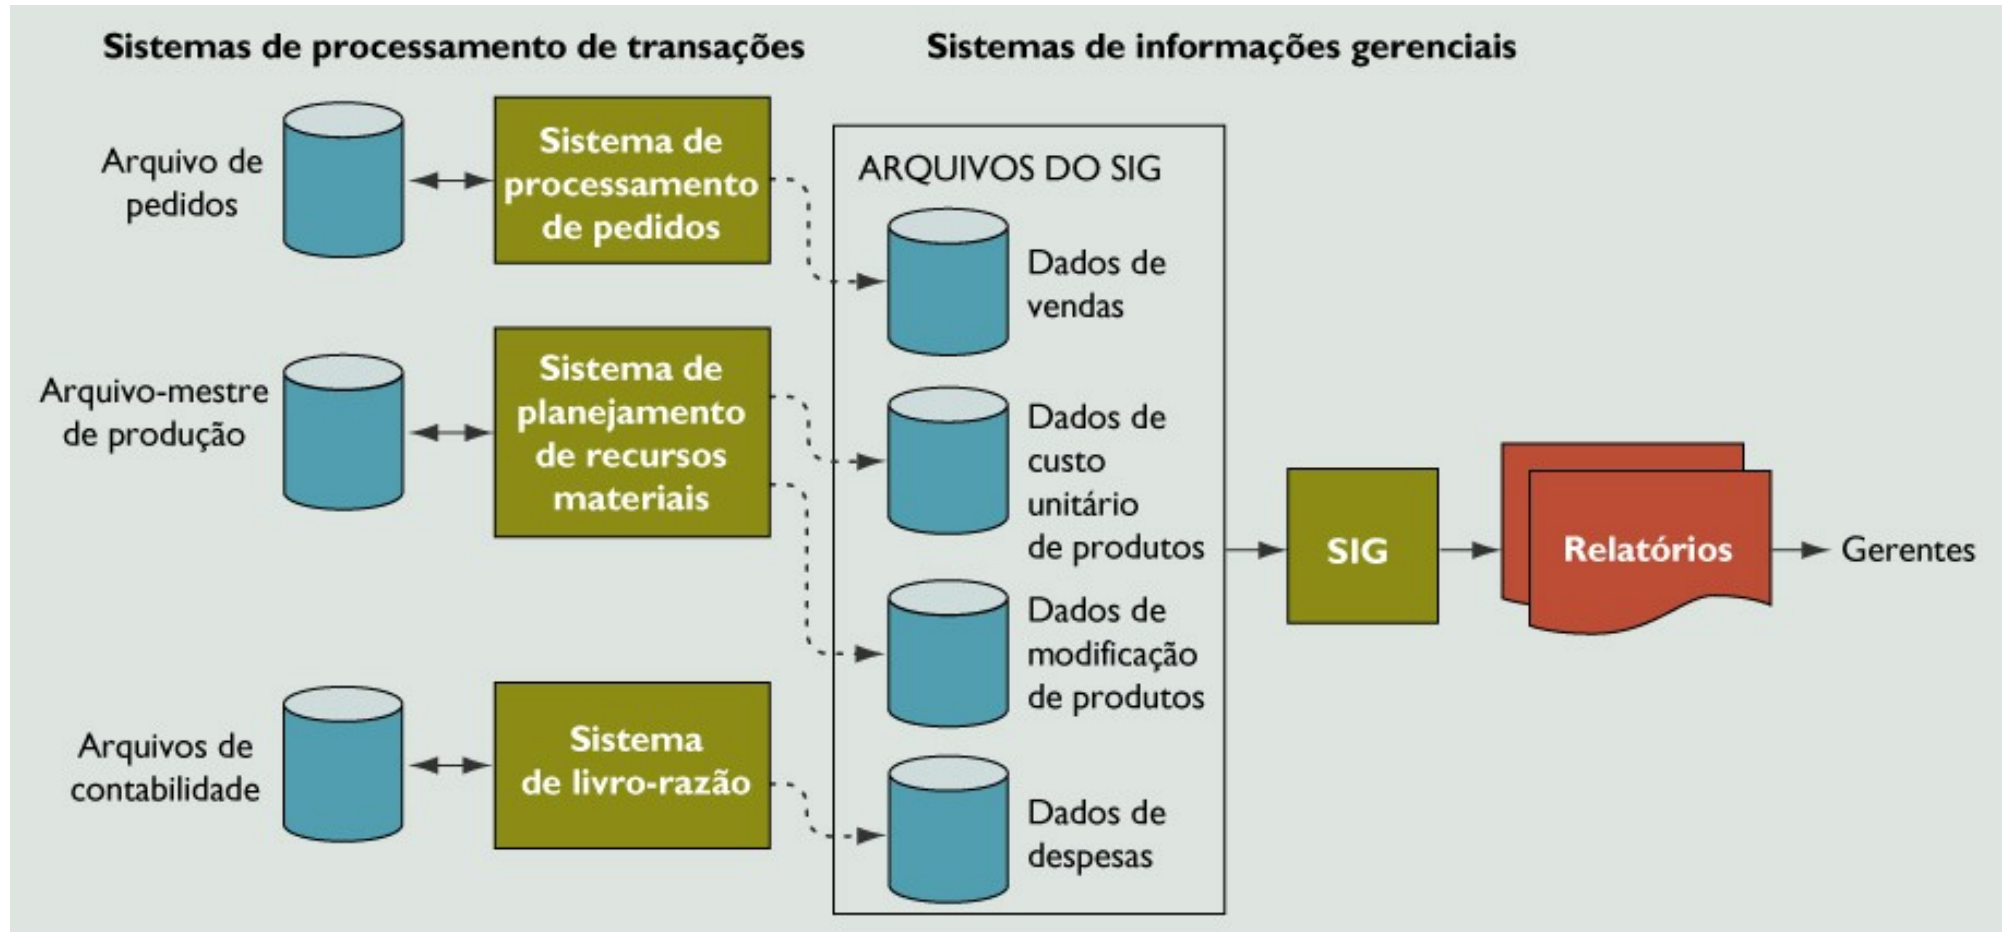 Sistemas de processamento de transações
Sistemas de informações gerenciais
Arquivo de
pedidos
Sistema de
processamento
de pedidos
Arquivo-mestre
de produção
Sistema de
planejamento
de recursos
materiais
Arquivos de
contabilidade
Sistema
de livro-razão
ARQUIVOS DO SIG
Dados de
vendas
Dados de
custo
unitário
de produtos
Dados de
modificação
de produtos
Dados de
despesas
SIG
Relatórios
Gerentes